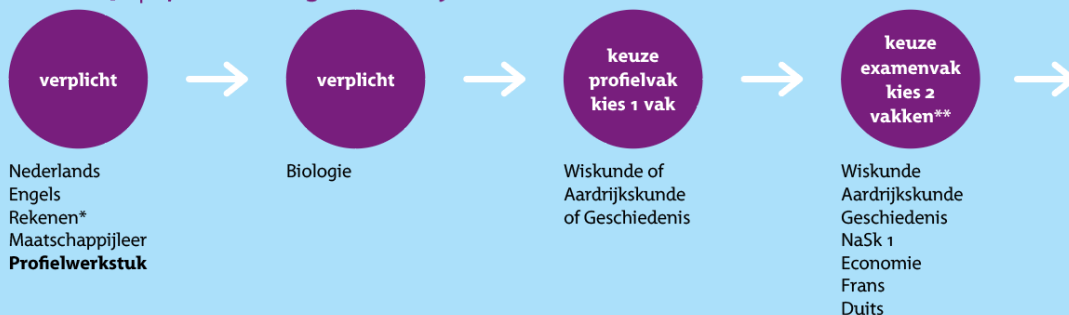 verplicht
Nederlands
Engels
Rekenen*
Maatschappijleer
Profielwerkstuk
verplicht
Biologie
keuze
profielvak
kies 1 vak
Wiskunde of
Aardrijkskunde
of Geschiedenis
keuze
examenvak
kies 2
vakken**
Wiskunde
Aardrijkskunde
Geschiedenis
NaSk 1
Economie
Frans
Duits